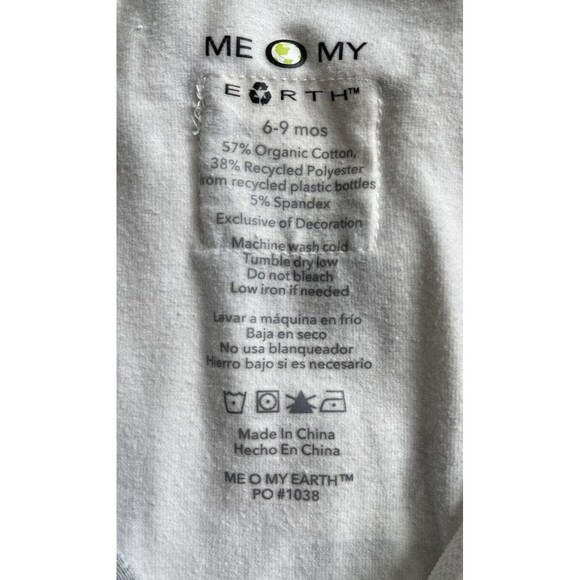 ME O MY
EARTH™
6-9 mos
57% Organic Cotton,
38% Recycled Polyester
from recycled plastic bottles
5% Spandex
Exclusive of Decoration
Machine wash cold
Tumble dry low
Do not bleach
Low iron if needed
Lavar a máquina en frío
Baja en seco
No usa blanqueador
Hierro bajo si es necesario
Made In China
Hecho En China
ME O MY EARTH™
PO #1038